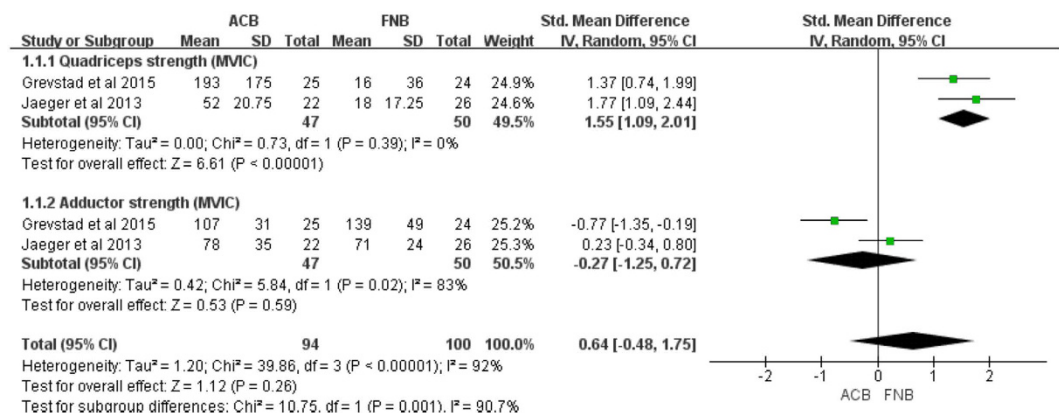 ACB FNB Std. Mean Difference Std. Mean Difference
Study or Subgroup Mean SD Total Mean SD Total Weight IV, Random, 95% CI IV, Random, 95% CI
1.1.1 Quadriceps strength (MVIC)
Grevstad et al 2015 193 175 25 16 36 24 24.9% 1.37 [0.74, 1.99]
Jaeger et al 2013 52 20.75 22 18 17.25 26 24.6% 1.77 [1.09, 2.44]
Subtotal (95% CI) 47 50 49.5% 1.55 [1.09, 2.01]
Heterogeneity: Tau² = 0.00; Chi² = 0.73, df = 1 (P = 0.39); I² = 0%
Test for overall effect: Z = 6.61 (P < 0.00001)
1.1.2 Adductor strength (MVIC)
Grevstad et al 2015 107 31 25 139 49 24 25.2% -0.77 [-1.35, -0.19]
Jaeger et al 2013 78 35 22 71 24 26 25.3% 0.23 [-0.34, 0.80]
Subtotal (95% CI) 47 50 50.5% -0.27 [-1.25, 0.72]
Heterogeneity: Tau² = 0.42; Chi² = 5.84, df = 1 (P = 0.02); I² = 83%
Test for overall effect: Z = 0.53 (P = 0.59)
Total (95% CI) 94 100 100.0% 0.64 [-0.48, 1.75]
Heterogeneity: Tau² = 1.20; Chi² = 39.86, df = 3 (P < 0.00001); I² = 92%
Test for overall effect: Z = 1.12 (P = 0.26)
Test for subgroup differences: Chi² = 10.75, df = 1 (P = 0.001), I² = 90.7%
-2 -1 0 1 2
ACB FNB